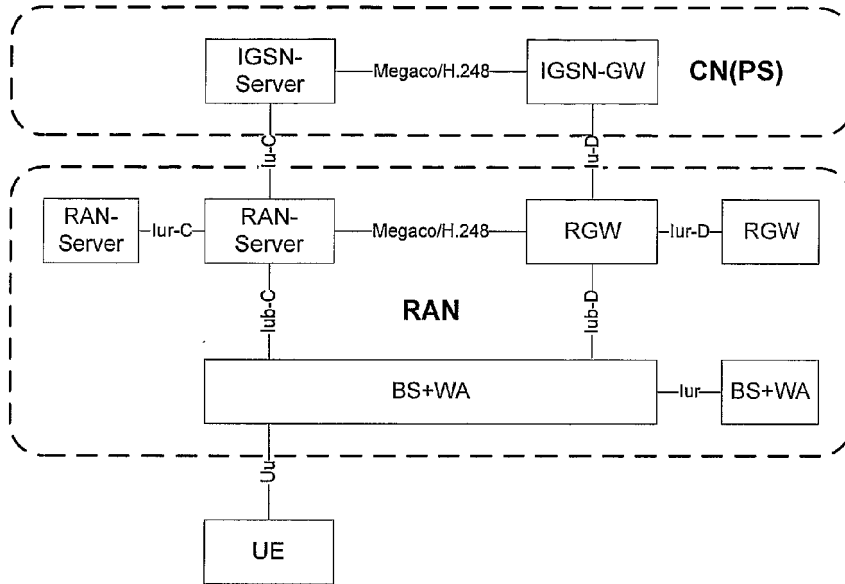 IGSN-
Server
Megaco/H.248
IGSN-GW
CN(PS)
Iu-C
Iu-D
RAN-
Server
Iur-C
RAN-
Server
Megaco/H.248
RGW
Iur-D
RGW
Iub-C
RAN
Iub-D
BS+WA
Iur
BS+WA
Uu
UE